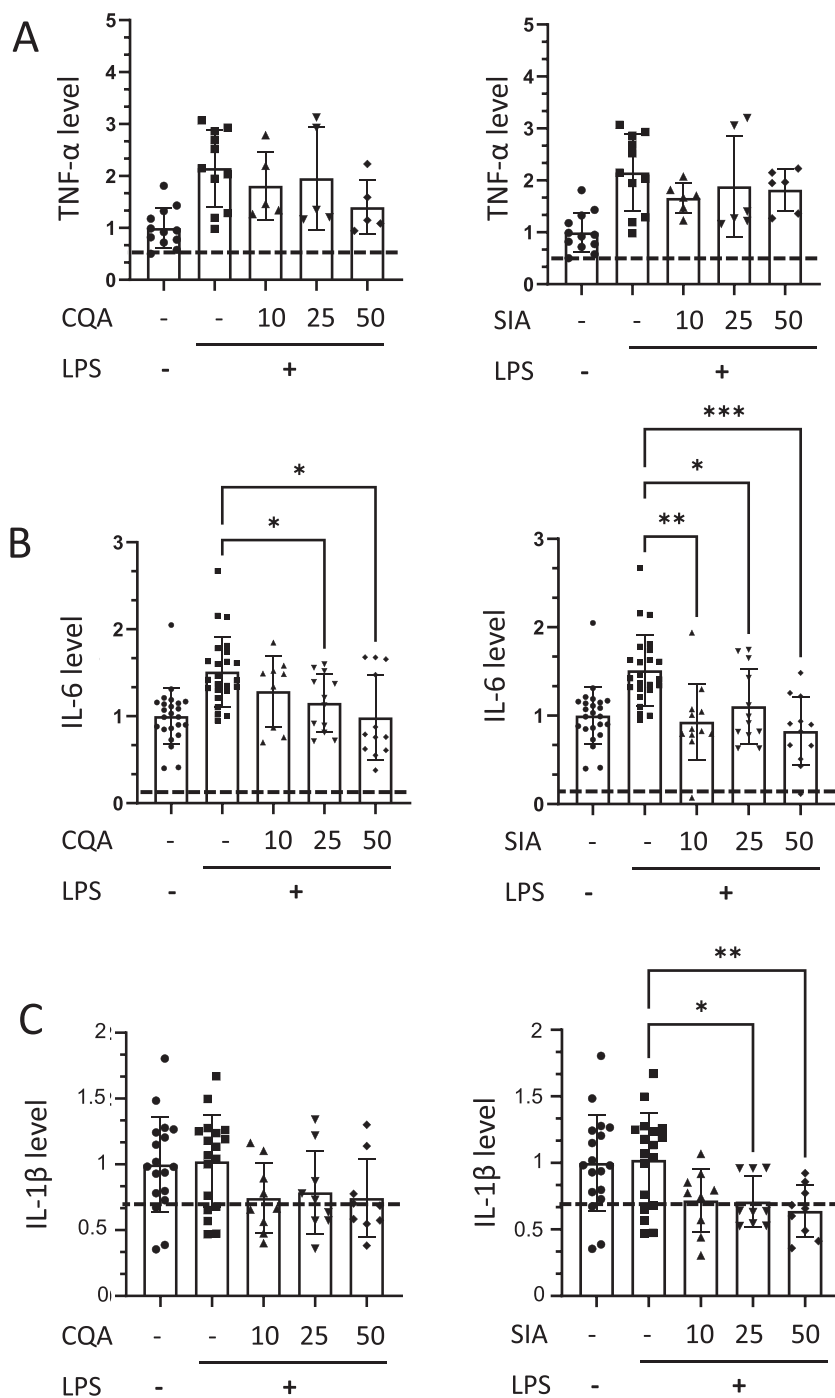 A
TNF-α level
5
4
3
2
1
0
CQA - - 10 25 50
LPS - +
TNF-α level
5
4
3
2
1
0
SIA - - 10 25 50
LPS - +
B
IL-6 level
3
2
1
0
*
*
CQA - - 10 25 50
LPS - +
IL-6 level
3
2
1
0
***
*
**
SIA - - 10 25 50
LPS - +
C
IL-1β level
2
1.5
1
0.5
0
CQA - - 10 25 50
LPS - +
IL-1β level
2
1.5
1
0.5
0
**
*
SIA - - 10 25 50
LPS - +